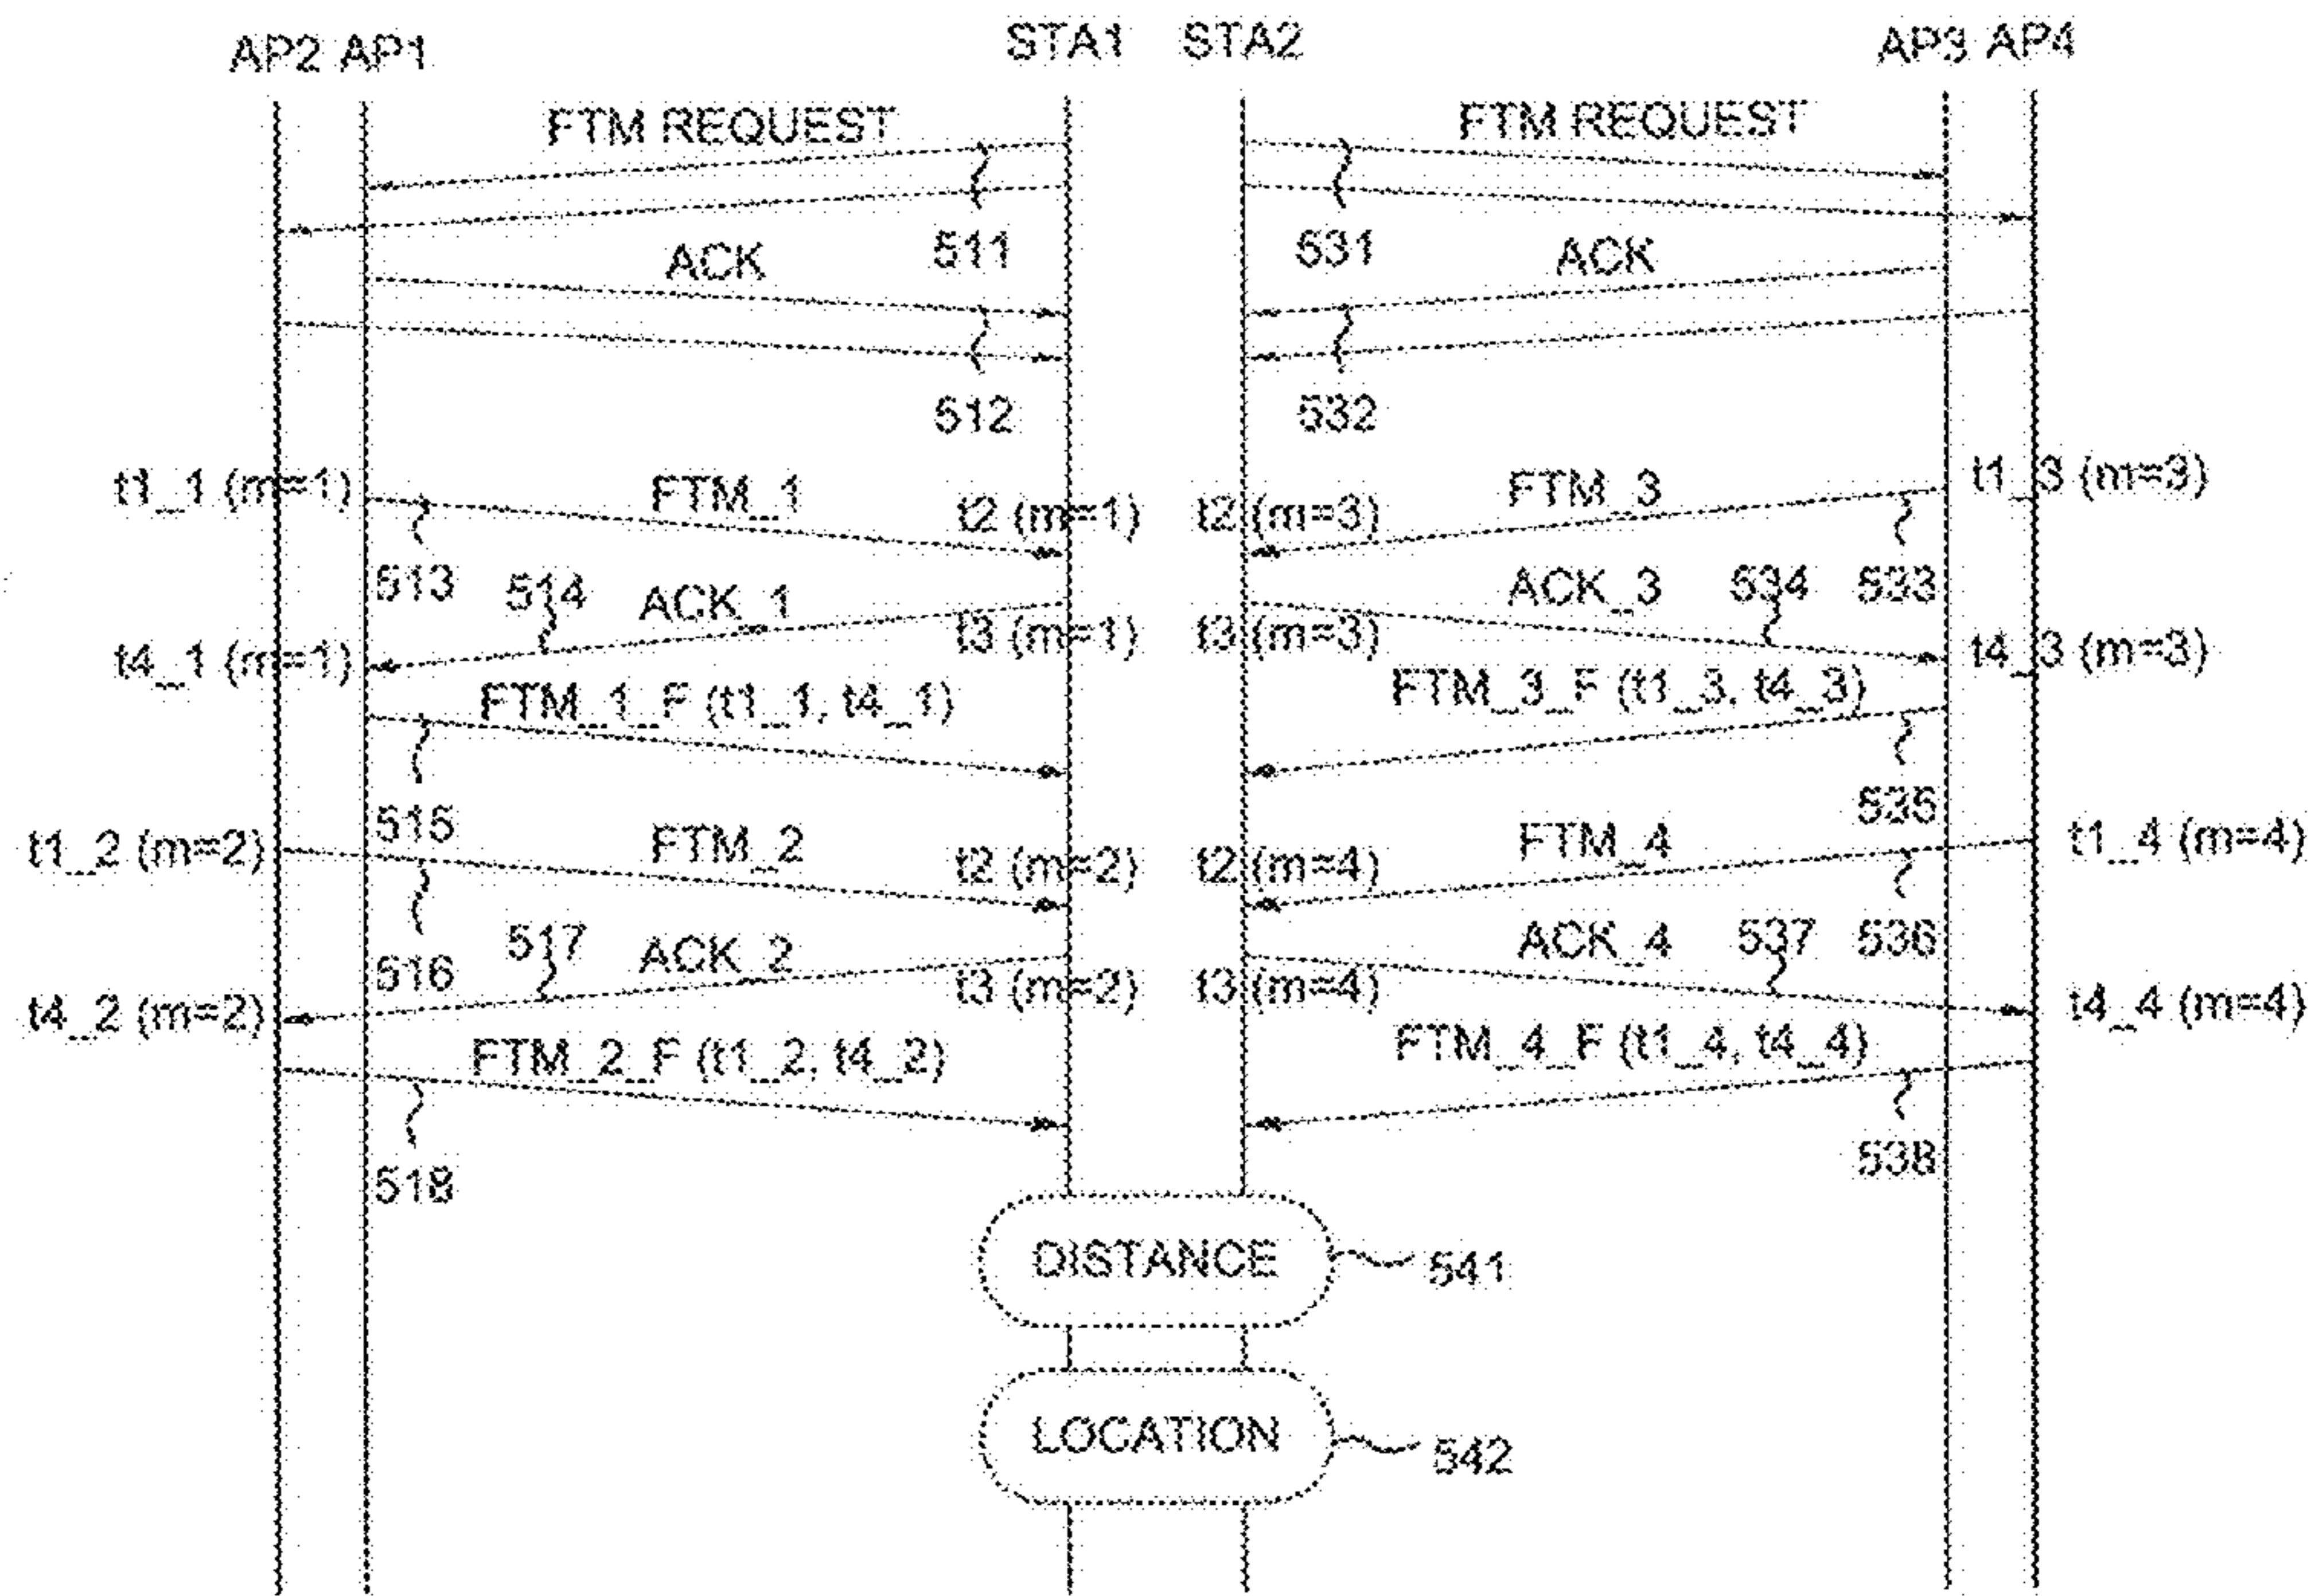 AP2 AP1 STA1 STA2 AP3 AP4
FTM REQUEST FTM REQUEST
511 531
ACK ACK
512 532
t1_1 (m=1) FTM_1 t2 (m=1) t2 (m=3) FTM_3 t1_3 (m=3)
513 514 ACK_1 ACK_3 534 533
t4_1 (m=1) t3 (m=1) t3 (m=3) t4_3 (m=3)
FTM_1_F (t1_1, t4_1) FTM_3_F (t1_3, t4_3)
515 535
t1_2 (m=2) FTM_2 t2 (m=2) t2 (m=4) FTM_4 t1_4 (m=4)
516 517 ACK_2 ACK_4 537 536
t4_2 (m=2) t3 (m=2) t3 (m=4) t4_4 (m=4)
FTM_2_F (t1_2, t4_2) FTM_4_F (t1_4, t4_4)
518 538
DISTANCE 541
LOCATION 542